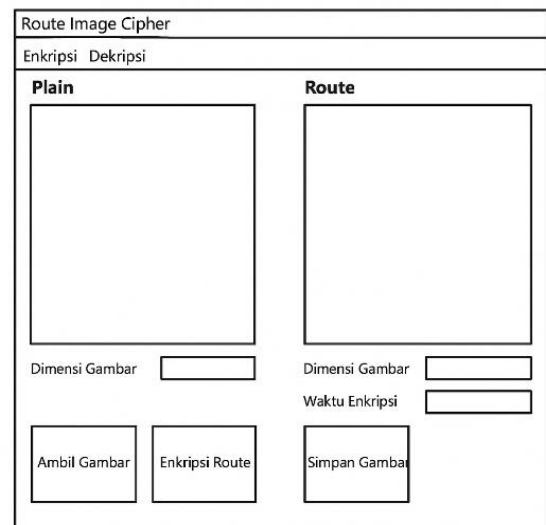 Route Image Cipher
Enkripsi Dekripsi
Plain Route
Dimensi Gambar Dimensi Gambar
Waktu Enkripsi
Ambil Gambar Enkripsi Route Simpan Gambar